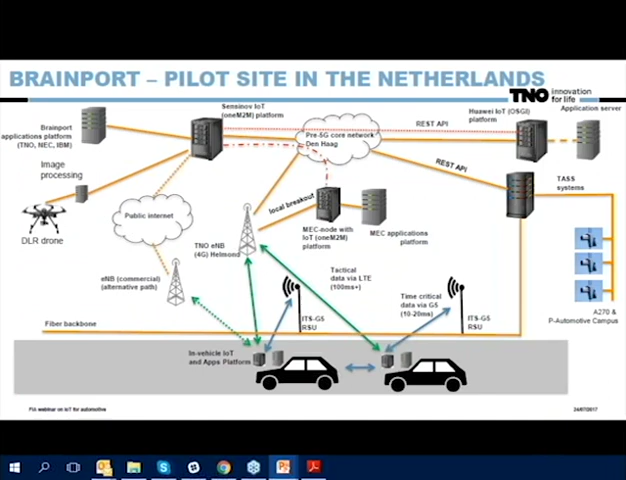 BRAINPORT – PILOT SITE IN THE NETHERLANDS
TNO innovation
for life
Brainport
applications platform
(TNO, NEC, IBM)
Sensinov IoT
(oneM2M) platform
Pre-5G core network
Den Haag
REST API
Huawei IoT (OSGI)
platform
Application server
Image
processing
REST API
TASS
systems
DLR drone
Public internet
local breakout
TNO eNB
(4G) Helmond
MEC-node with
IoT (oneM2M)
platform
MEC applications
platform
eNB (commercial)
(alternative path)
Tactical
data via LTE
(100ms+)
Time critical
data via G5
(10-20ms)
ITS-G5
RSU
ITS-G5
RSU
A270 &
P-Automotive Campus
Fiber backbone
In-vehicle IoT
and Apps Platform
FIA webinar on IoT for automotive
24/07/2017